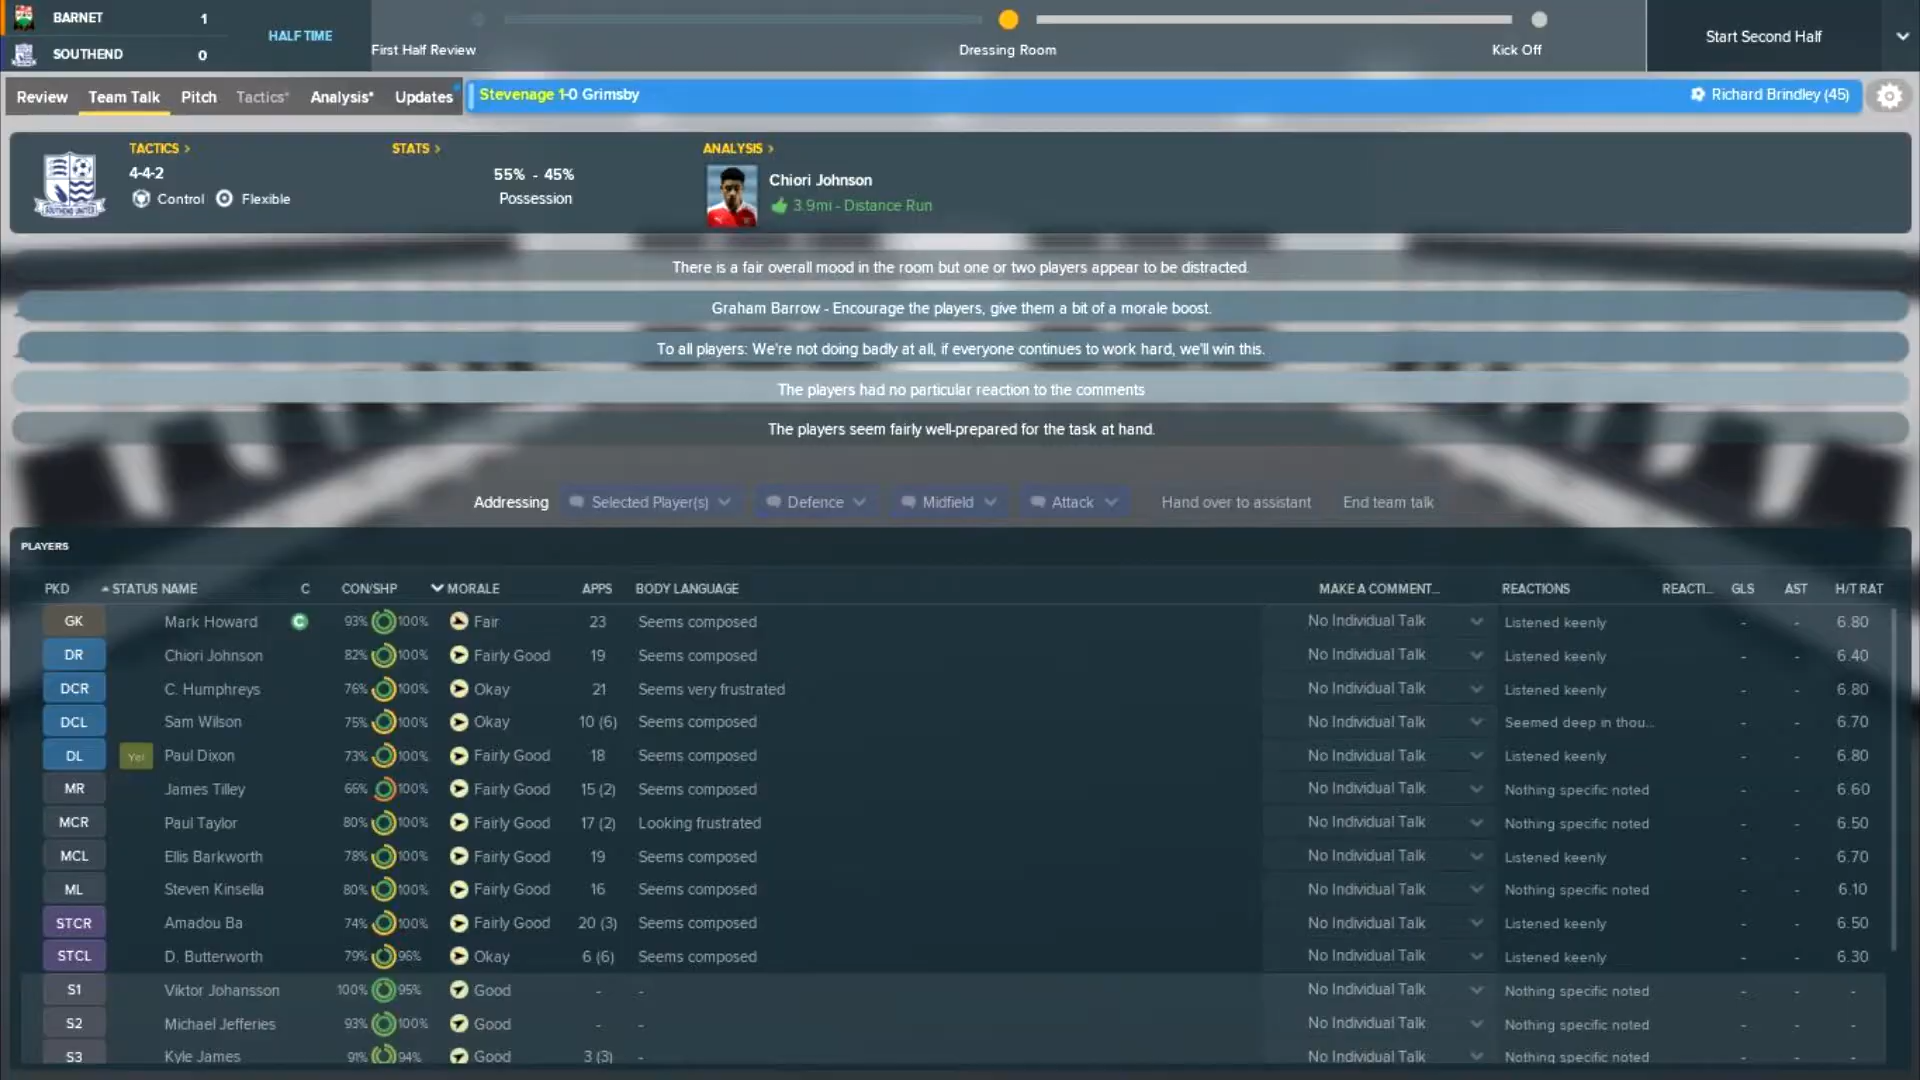 BARNET 1
SOUTHEND 0
HALF TIME
First Half Review
Dressing Room
Kick Off
Start Second Half
Review Team Talk Pitch Tactics* Analysis* Updates
Stevenage 1-0 Grimsby
Richard Brindley (45)
TACTICS >
4-4-2
Control Flexible
STATS >
55% - 45%
Possession
ANALYSIS >
Chiori Johnson
3.9mi - Distance Run
SOUTHEND UNITED
There is a fair overall mood in the room but one or two players appear to be distracted.
Graham Barrow - Encourage the players, give them a bit of a morale boost.
To all players: We're not doing badly at all, if everyone continues to work hard, we'll win this.
The players had no particular reaction to the comments
The players seem fairly well-prepared for the task at hand.
Addressing Selected Player(s) Defence Midfield Attack Hand over to assistant End team talk
PLAYERS
PKD STATUS NAME C CON/SHP MORALE APPS BODY LANGUAGE MAKE A COMMENT... REACTIONS REACTI... GLS AST H/T RAT
GK Mark Howard C 93% 100% Fair 23 Seems composed No Individual Talk Listened keenly - - 6.80
DR Chiori Johnson 82% 100% Fairly Good 19 Seems composed No Individual Talk Listened keenly - - 6.40
DCR C. Humphreys 76% 100% Okay 21 Seems very frustrated No Individual Talk Listened keenly - - 6.80
DCL Sam Wilson 75% 100% Okay 10 (6) Seems composed No Individual Talk Seemed deep in thou... - - 6.70
DL Yel Paul Dixon 73% 100% Fairly Good 18 Seems composed No Individual Talk Listened keenly - - 6.80
MR James Tilley 66% 100% Fairly Good 15 (2) Seems composed No Individual Talk Nothing specific noted - - 6.60
MCR Paul Taylor 80% 100% Fairly Good 17 (2) Looking frustrated No Individual Talk Nothing specific noted - - 6.50
MCL Ellis Barkworth 78% 100% Fairly Good 19 Seems composed No Individual Talk Listened keenly - - 6.70
ML Steven Kinsella 80% 100% Fairly Good 16 Seems composed No Individual Talk Nothing specific noted - - 6.10
STCR Amadou Ba 74% 100% Fairly Good 20 (3) Seems composed No Individual Talk Listened keenly - - 6.50
STCL D. Butterworth 79% 96% Okay 6 (6) Seems composed No Individual Talk Listened keenly - - 6.30
S1 Viktor Johansson 100% 95% Good - - No Individual Talk Nothing specific noted - - -
S2 Michael Jefferies 93% 100% Good - - No Individual Talk Nothing specific noted - - -
S3 Kyle James 91% 94% Good 3 (3) - No Individual Talk Nothing specific noted - - -